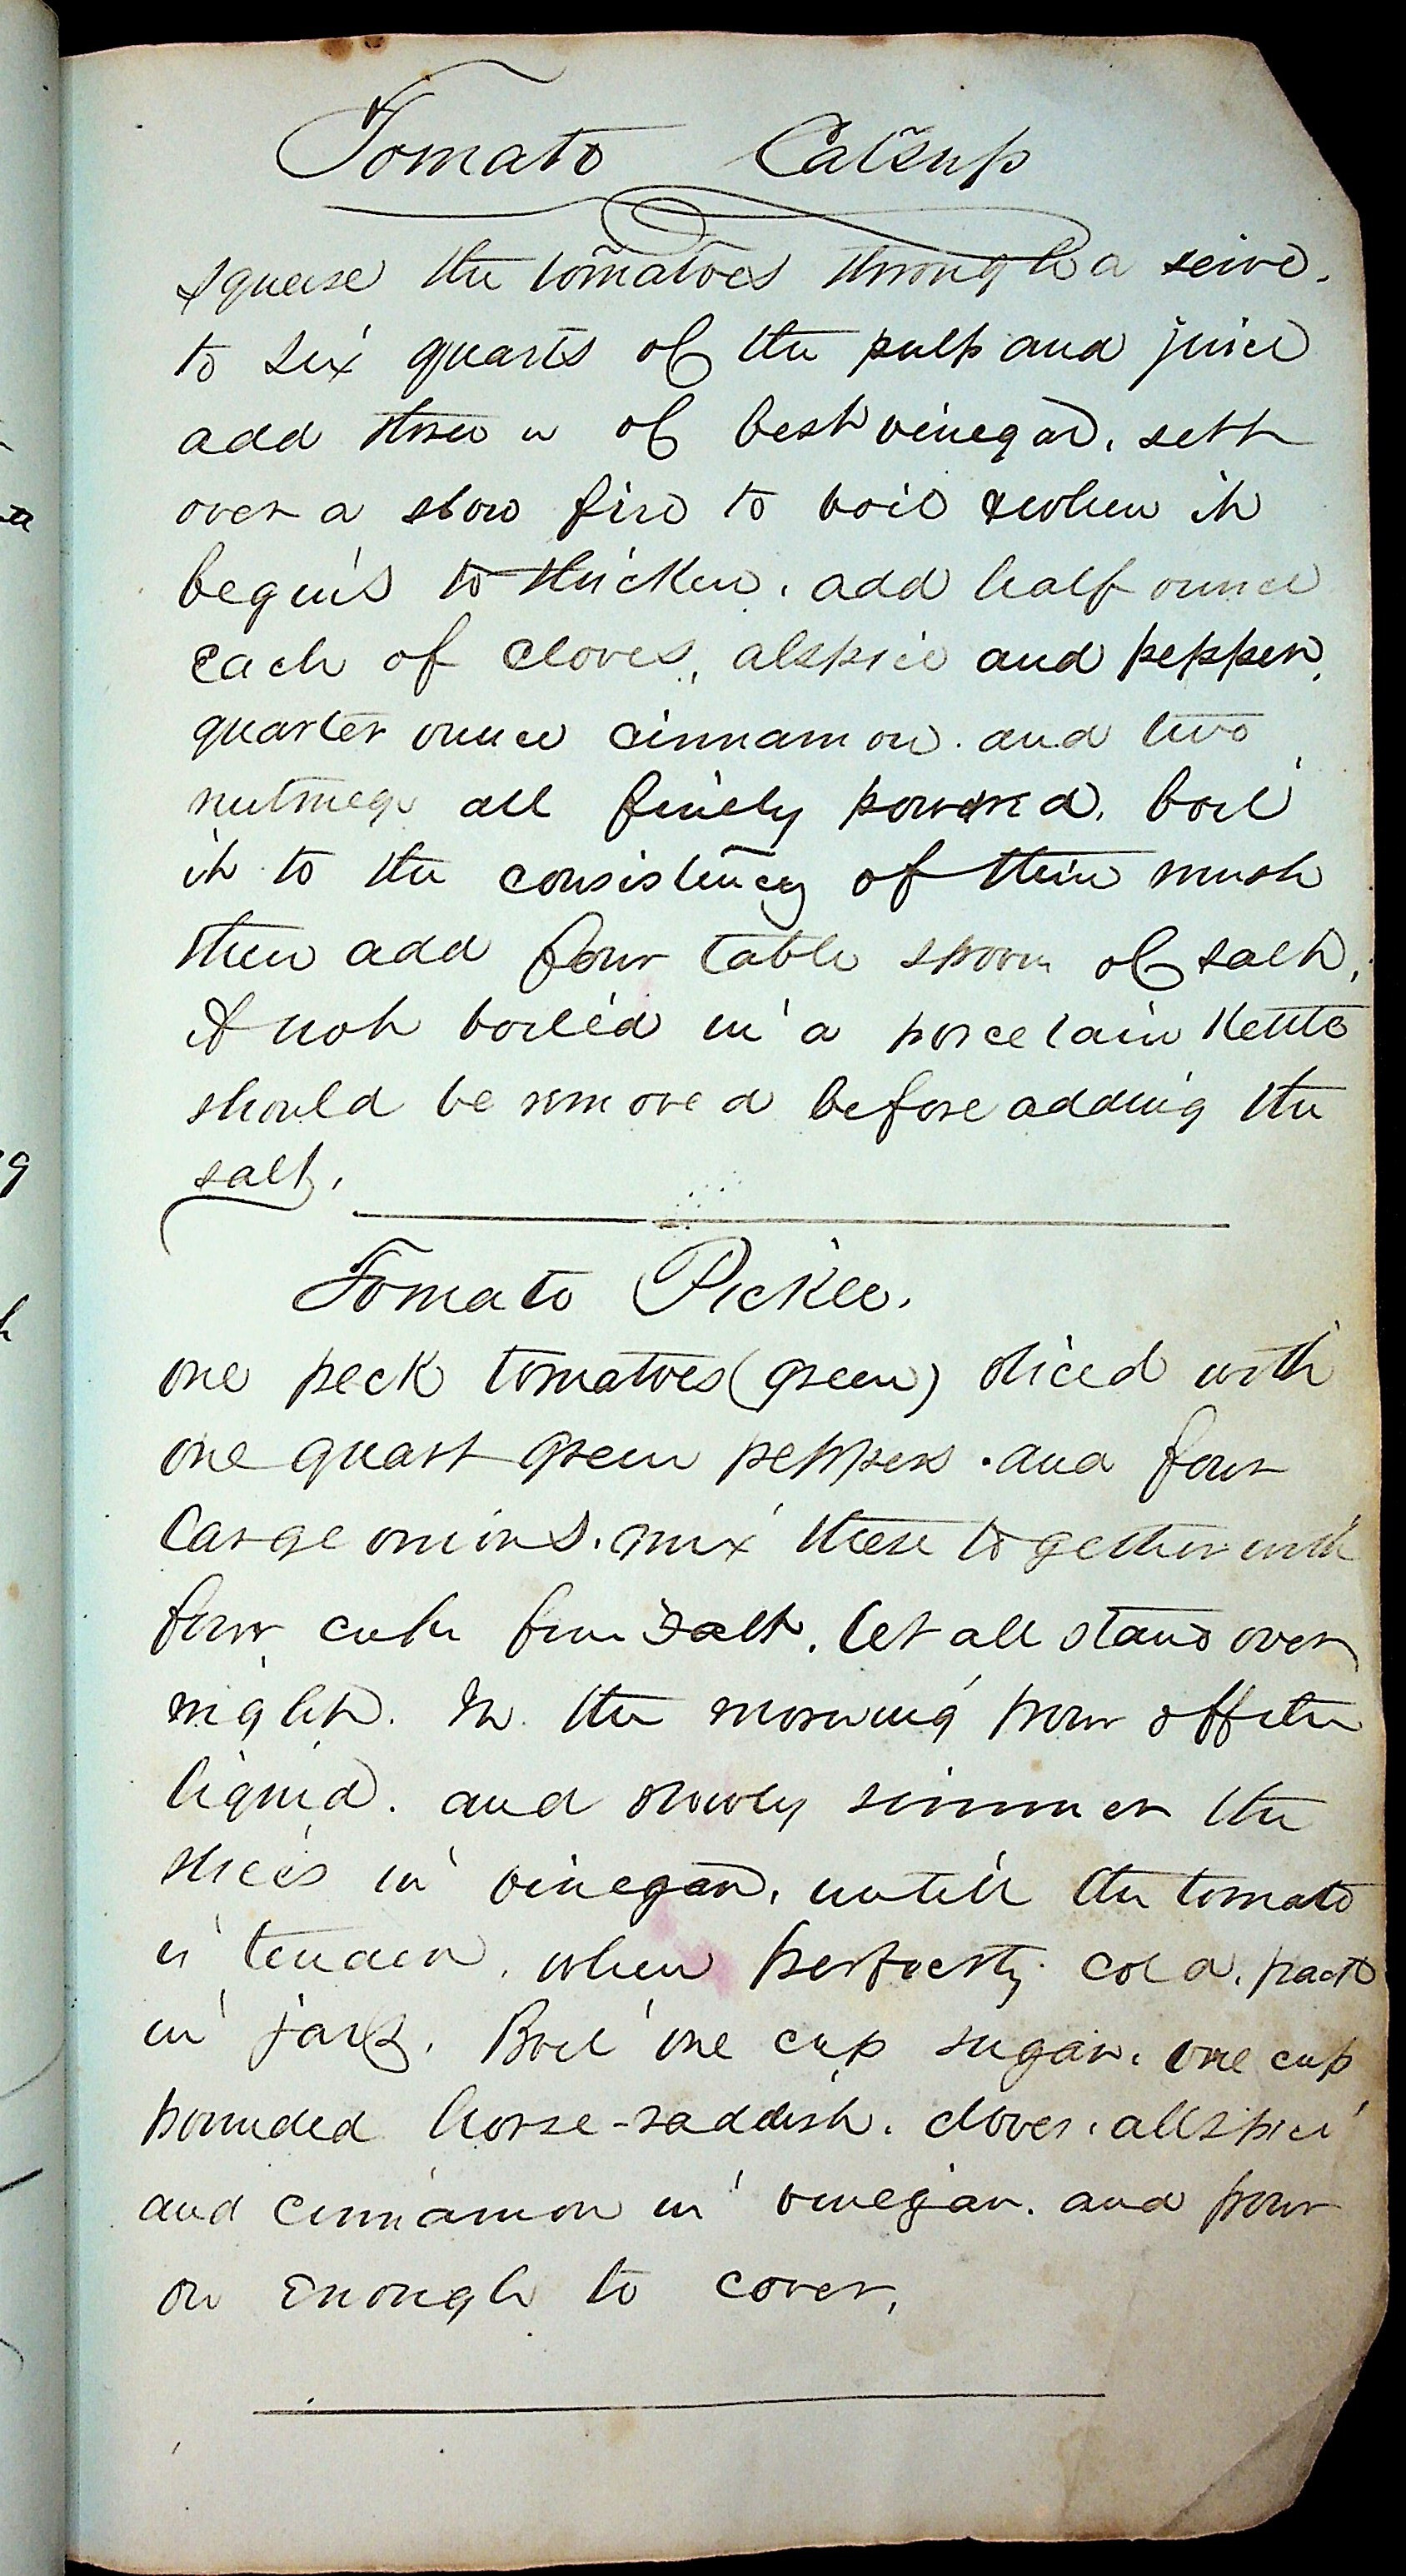 Tomato Catsup
squese the tomatoes through a seive.
to six quarts of the pulp and juice
add three " of best vinegar. sett
over a slow fire to boil & when it
begins to thicken. add half ounce
each of cloves, alspice and pepper,
quarter ounce cinnamon. and two
nutmegs all finely powdered. boil
it to the consistency of thin mush
then add four table spoons of salt,
If not boiled in a porcelain kettle
should be removed before adding the
salt.
Tomato Pickle.
one peck tomatoes (green) sliced with
one quart green peppers. and four
large onions. mix these together with
four cups fine salt. let all stand over
night. In the morning pour off the
liquid. and slowly simmer the
slices in vinegar. untill the tomato
is tender. when perfectly cold. pack
in jars. Boil one cup sugar. one cup
pounded horse-raddish. cloves. allspice
and cinnamon in vinegar. and pour
on enough to cover.